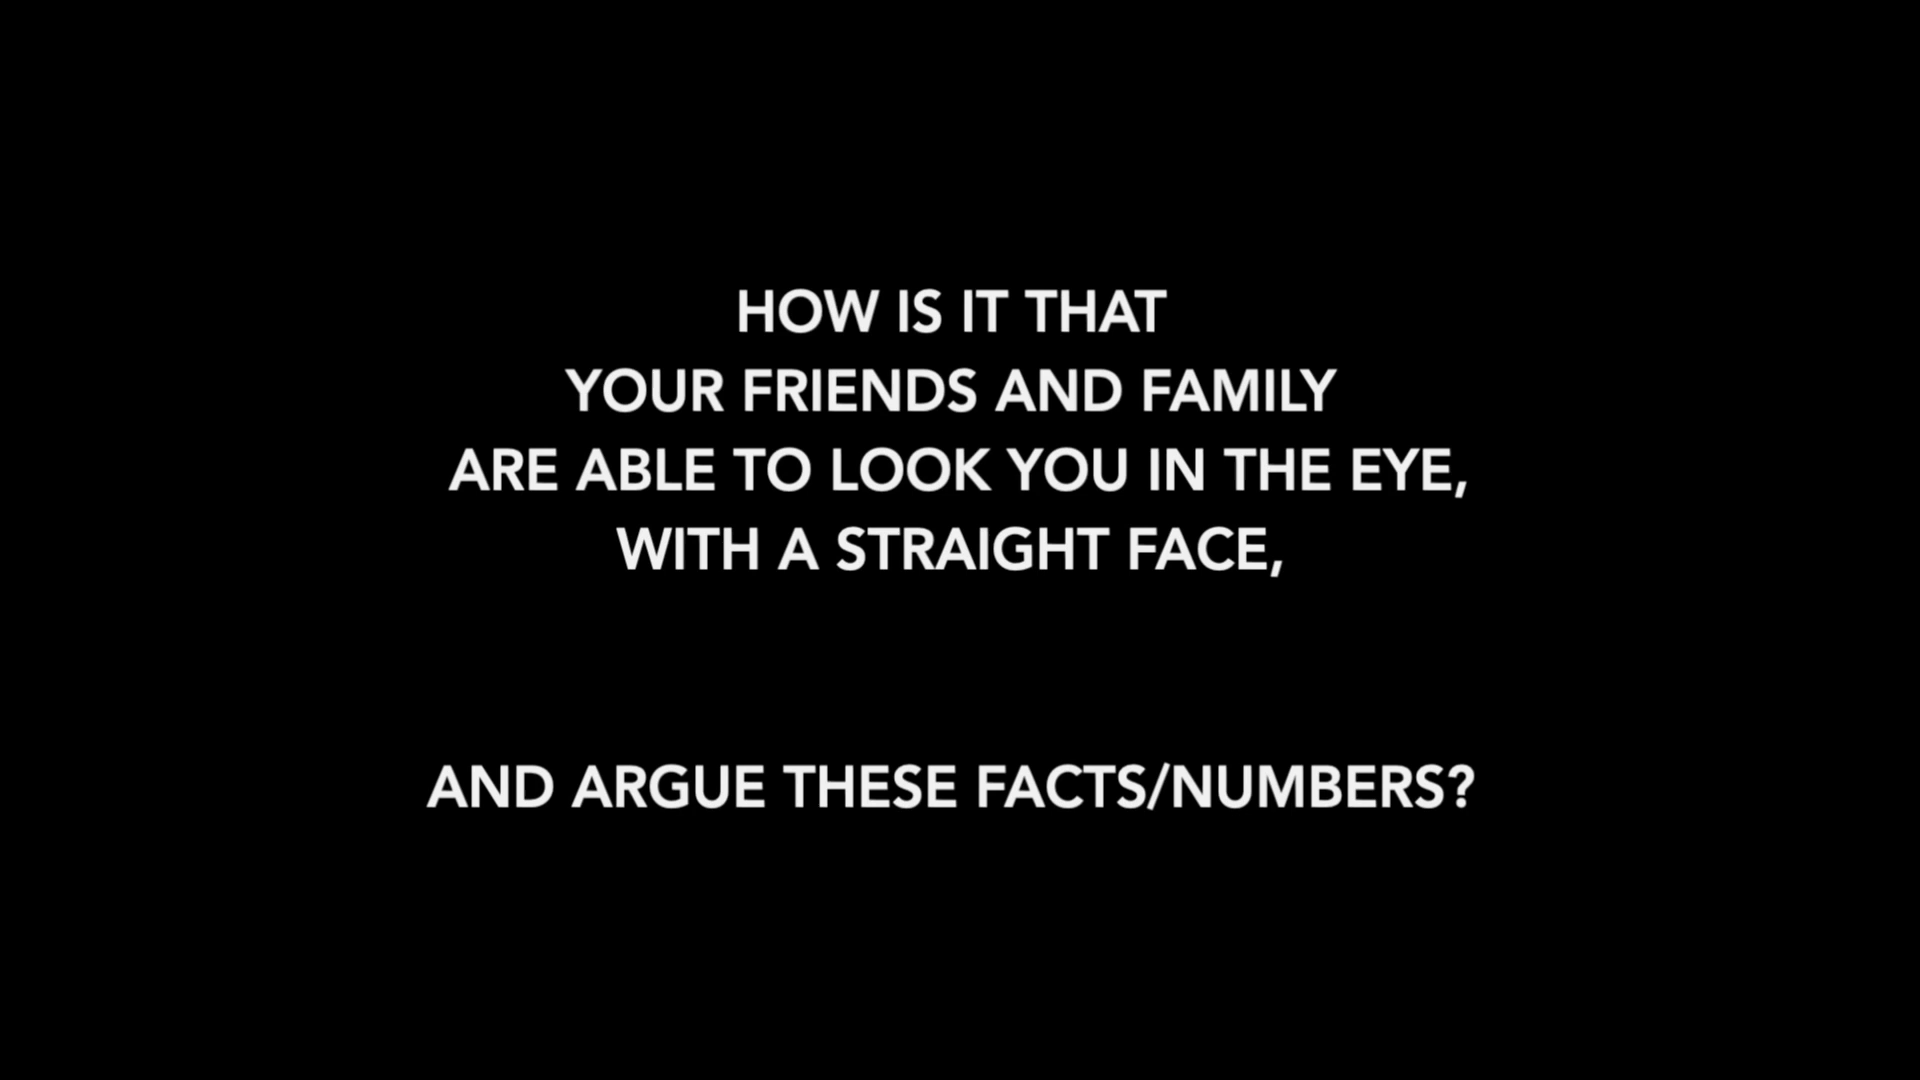 HOW IS IT THAT
YOUR FRIENDS AND FAMILY
ARE ABLE TO LOOK YOU IN THE EYE,
WITH A STRAIGHT FACE,
AND ARGUE THESE FACTS/NUMBERS?